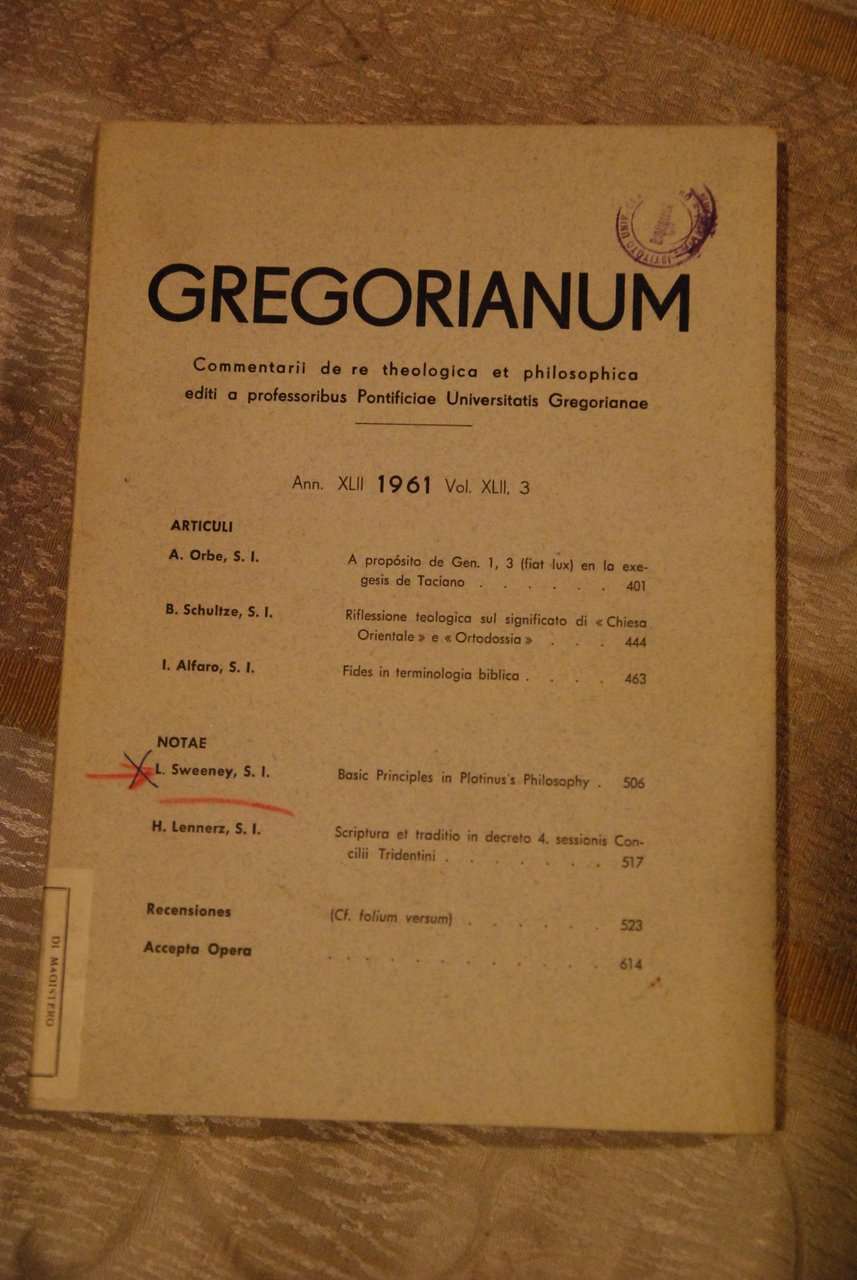 GREGORIANUM
Commentarii de re theologica et philosophica
editi a professoribus Pontificiae Universitatis Gregorianae
Ann. XLII 1961 Vol. XLII, 3
ARTICULI
A. Orbe, S. I. A propósito de Gen. 1, 3 (fiat lux) en la exe-
gesis de Taciano . . . . . . 401
B. Schultze, S. I. Riflessione teologica sul significato di « Chiesa
Orientale » e « Ortodossia » . . . 444
I. Alfaro, S. I. Fides in terminologia biblica . . . . 463
NOTAE
L. Sweeney, S. I. Basic Principles in Plotinus's Philosophy . 506
H. Lennerz, S. I. Scriptura et traditio in decreto 4. sessionis Con-
cilii Tridentini . . . . . . . 517
Recensiones (Cf. folium versum) . . . . . . 523
Accepta Opera . . . . . . . . . . . 614
DI MAGISTERO
ISTITUTO UNIV.